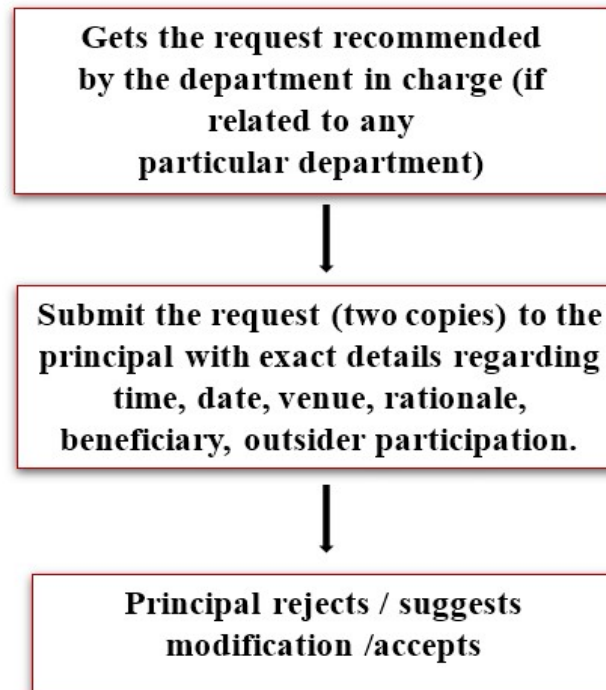 Gets the request recommended
by the department in charge (if
related to any
particular department)
Submit the request (two copies) to the
principal with exact details regarding
time, date, venue, rationale,
beneficiary, outsider participation.
Principal rejects / suggests
modification /accepts